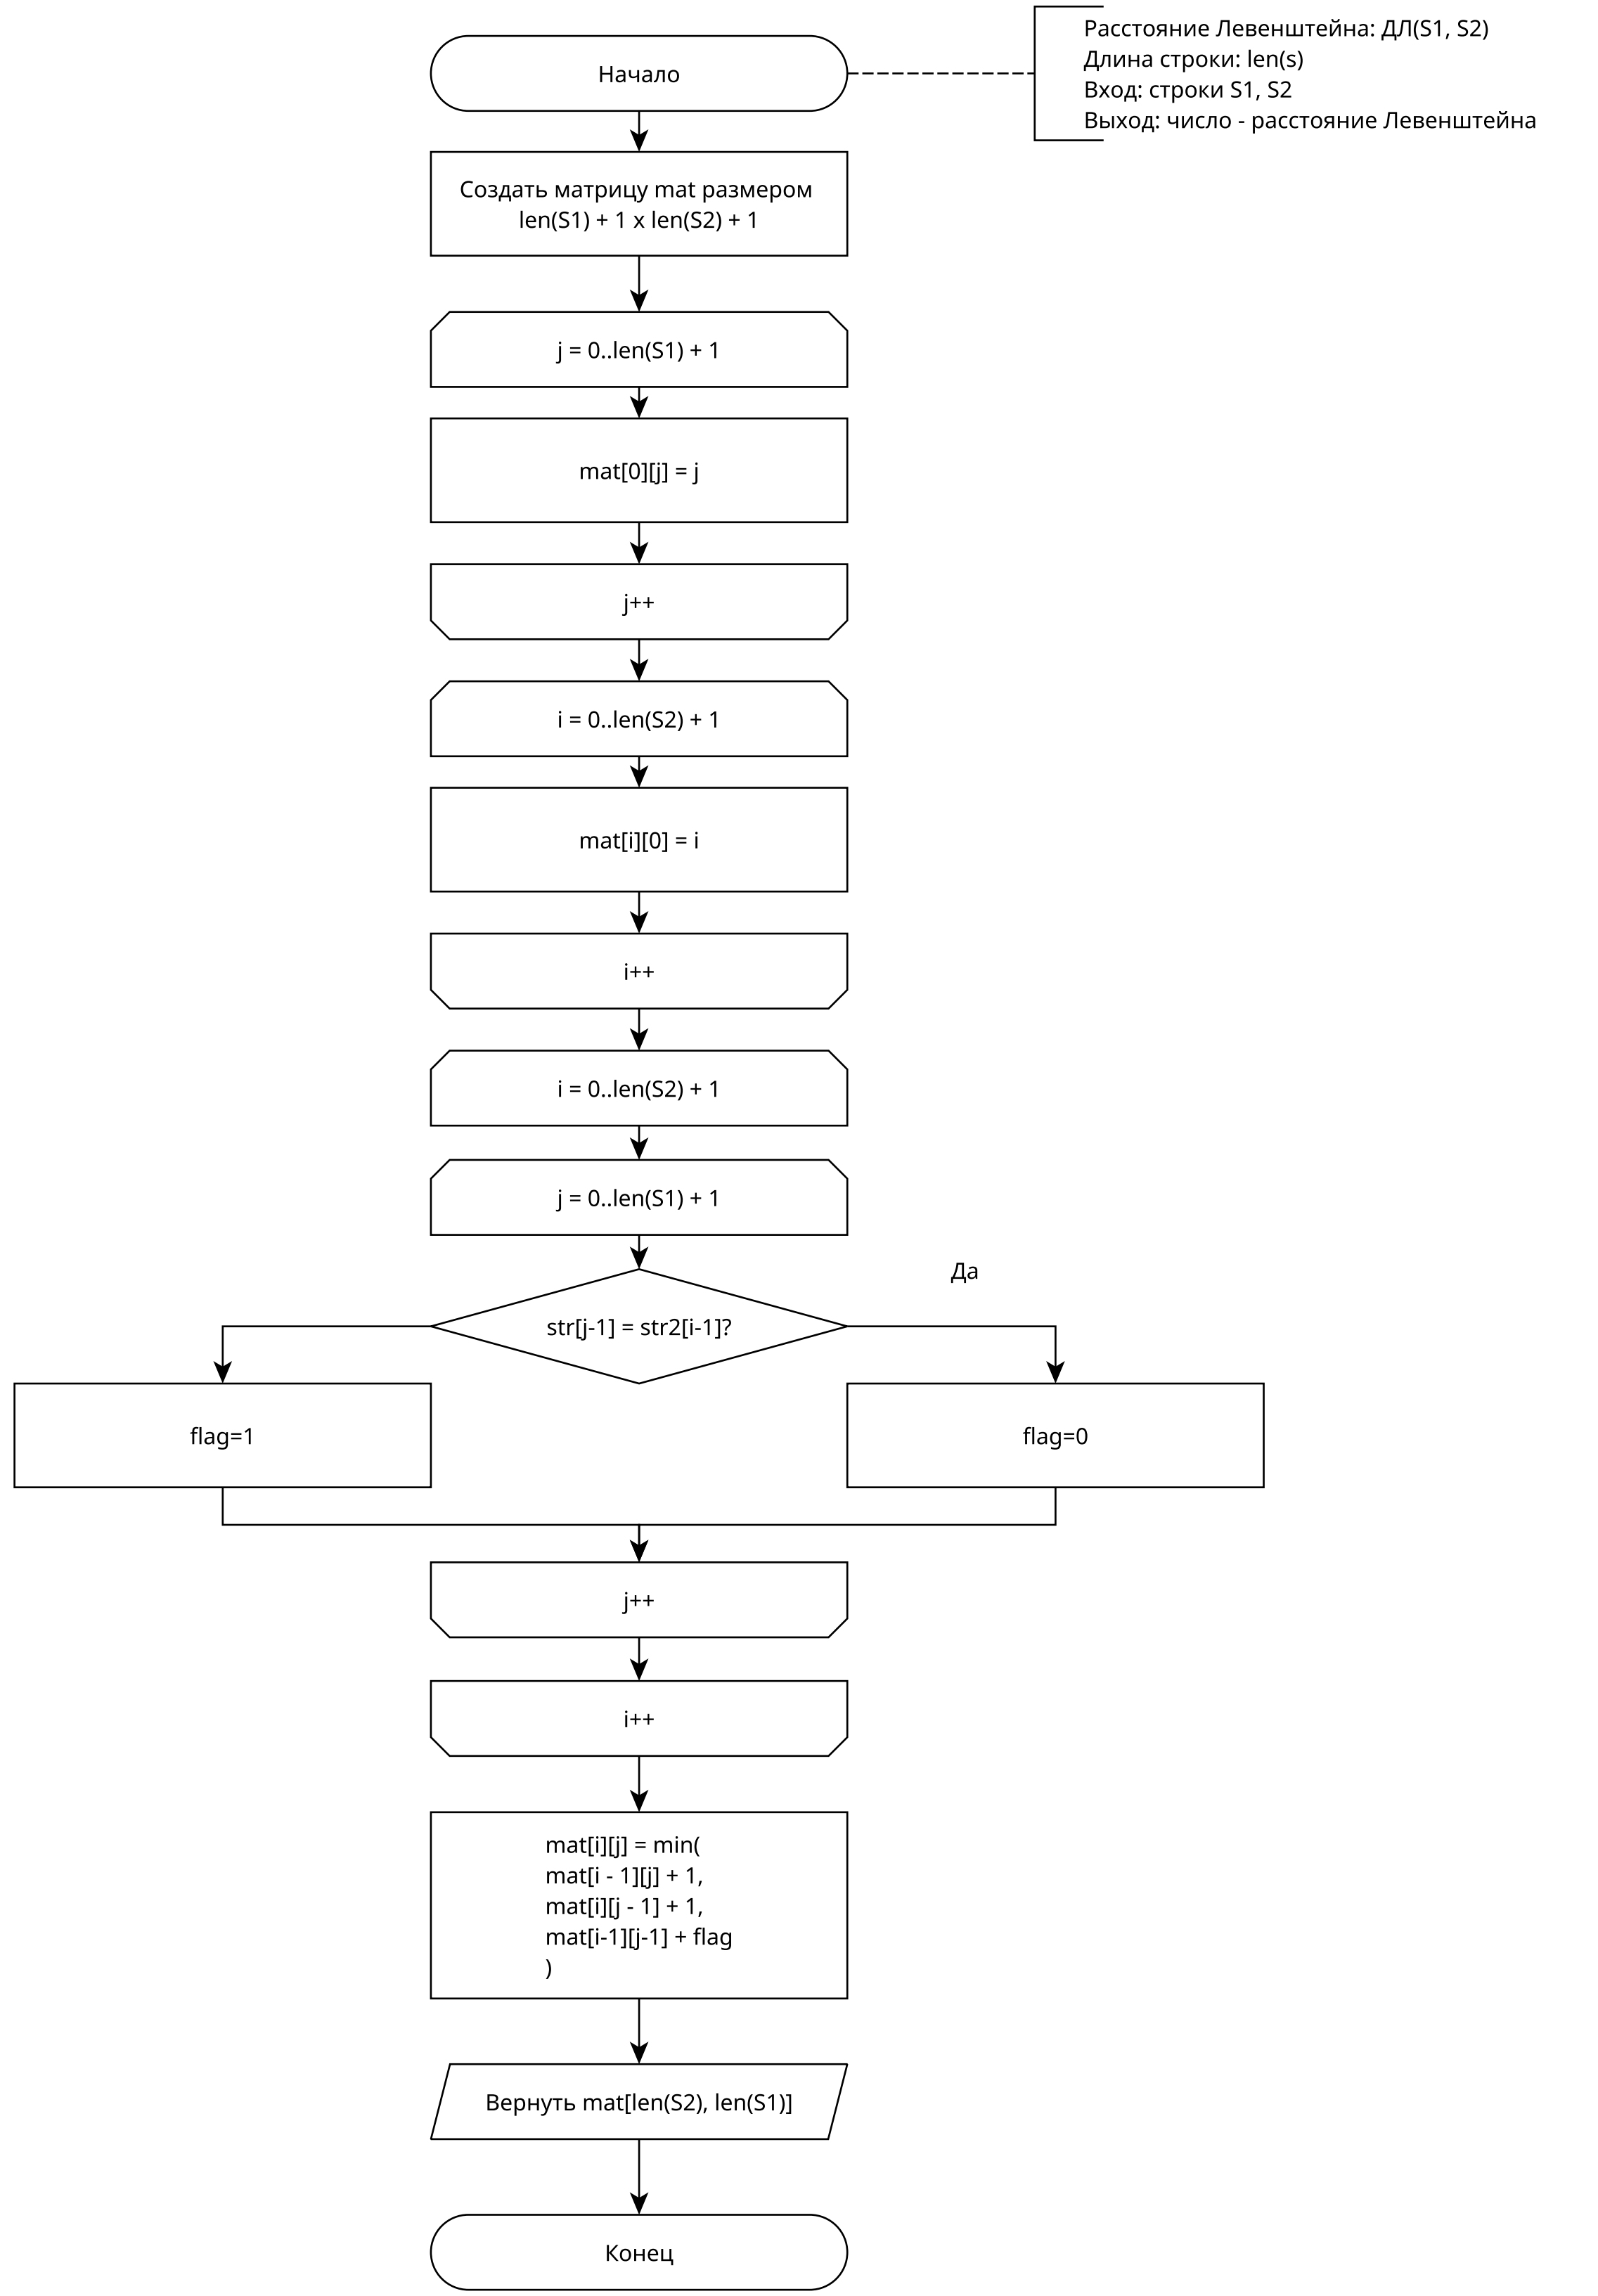 Начало
Расстояние Левенштейна: ДЛ(S1, S2)
Длина строки: len(s)
Вход: строки S1, S2
Выход: число - расстояние Левенштейна
Создать матрицу mat размером
len(S1) + 1 x len(S2) + 1
j = 0..len(S1) + 1
mat[0][j] = j
j++
i = 0..len(S2) + 1
mat[i][0] = i
i++
i = 0..len(S2) + 1
j = 0..len(S1) + 1
Да
str[j-1] = str2[i-1]?
flag=1
flag=0
j++
i++
mat[i][j] = min(
mat[i - 1][j] + 1,
mat[i][j - 1] + 1,
mat[i-1][j-1] + flag
)
Вернуть mat[len(S2), len(S1)]
Конец